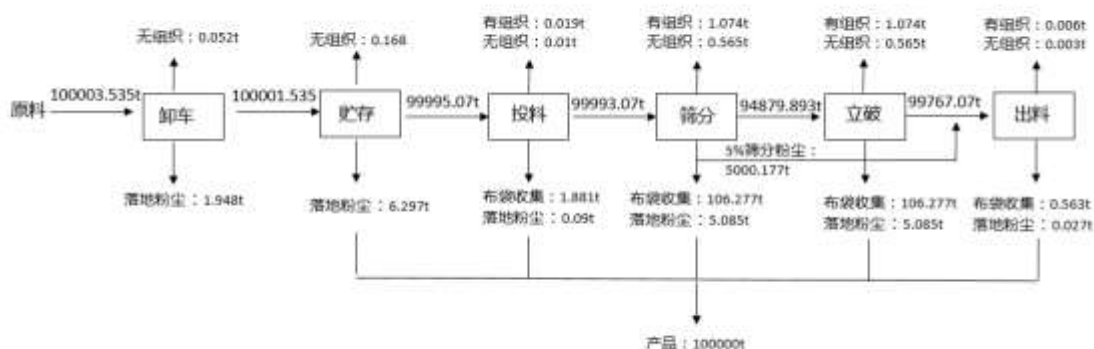 有组织：0.019t
有组织：1.074t
有组织：1.074t
有组织：0.006t
无组织：0.052t
无组织：0.168
无组织：0.01t
无组织：0.565t
无组织：0.565t
无组织：0.003t
原料
100003.535t
卸车
100001.535
贮存
99995.07t
投料
99993.07t
筛分
94879.893t
立破
99767.07t
出料
5%筛分粉尘：
5000.177t
落地粉尘：1.948t
落地粉尘：6.297t
布袋收集：1.881t
落地粉尘：0.09t
布袋收集：106.277t
落地粉尘：5.085t
布袋收集：106.277t
落地粉尘：5.085t
布袋收集：0.563t
落地粉尘：0.027t
产品：100000t